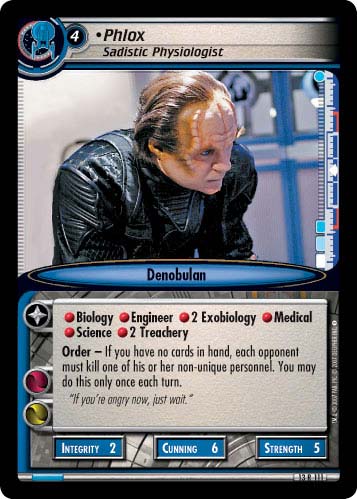 4
•Phlox
Sadistic Physiologist
Denobulan
•Biology •Engineer •2 Exobiology •Medical
•Science •2 Treachery
Order – If you have no cards in hand, each opponent
must kill one of his or her non-unique personnel. You may
do this only once each turn.
"If you're angry now, just wait."
INTEGRITY 2 CUNNING 6 STRENGTH 5
13 R 111